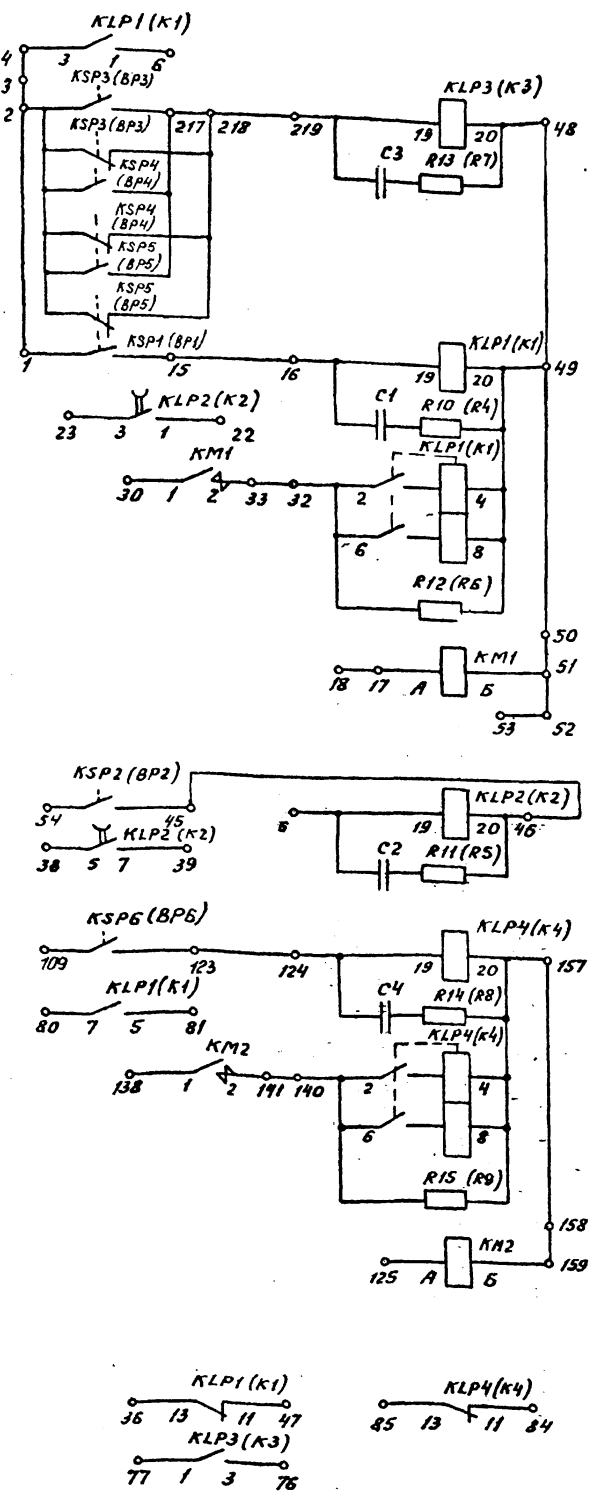 KLP1 (K1)
4 3 1 6
3 KSP3(BP3)
KLP3(K3)
2 217 218 219 19 20 48
KSP3(BP3)
C3 R13 (R7)
KSP4
(BP4)
KSP4
(BP4)
KSP5
(BP5)
KSP5
(BP5)
KSP1(BP1) KLP1(K1)
1 15 16 19 20 49
KLP2(K2) C1 R10 (R4)
23 3 1 22
KLP1(K1)
KM1
30 1 2 33 32 2 4
6 8
R12(R6)
50
KM1 51
18 17 А Б
53 52
KSP2(BP2)
KLP2(K2)
54 45 6 19 20 46
KLP2(K2)
38 5 7 39 C2 R11(R5)
KSP6(BP6) KLP4(K4)
109 123 124 19 20 157
KLP1(K1) C4 R14(R8)
80 7 5 81
KLP4(K4)
KM2
138 1 2 141 140 2 4
6 8
R15 (R9)
158
KM2
125 А Б 159
KLP1(K1) KLP4(K4)
36 13 11 47 85 13 11 84
KLP3(K3)
77 1 3 76